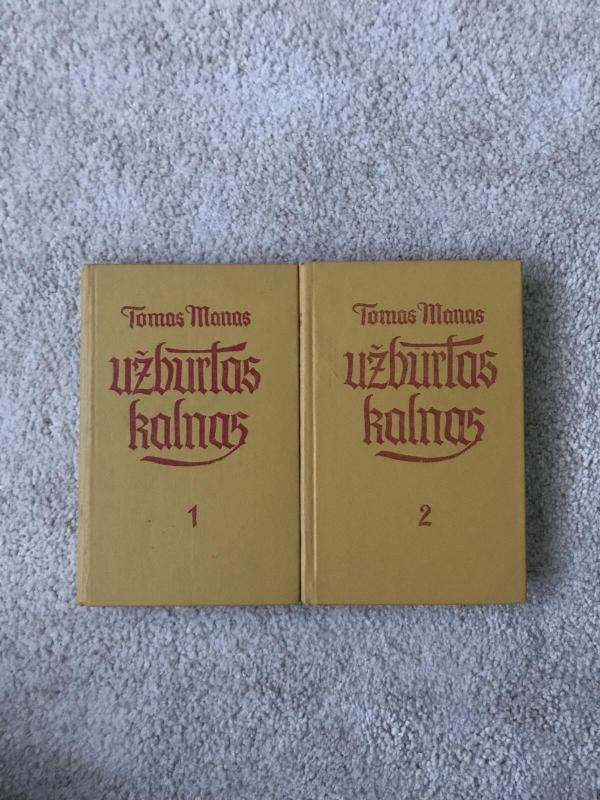 Tomas Manas
užburtas
kalnas
1
Tomas Manas
užburtas
kalnas
2